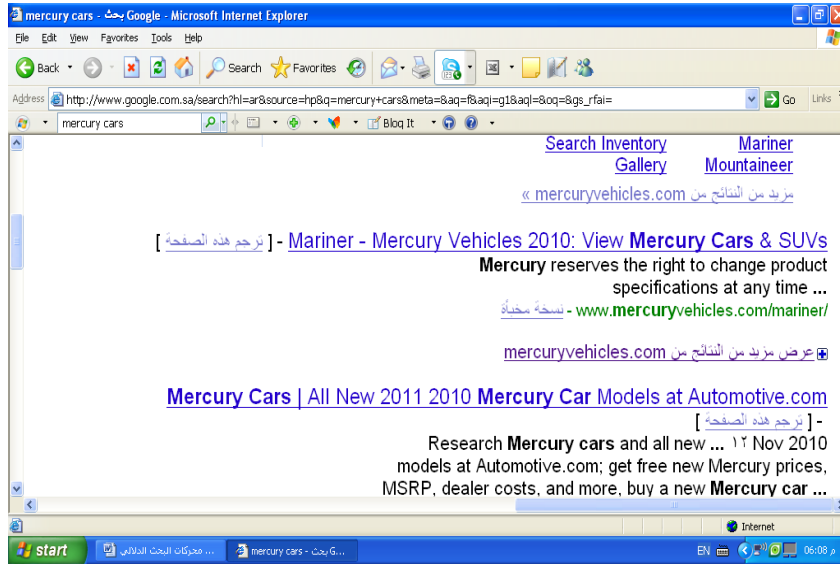 mercury cars - بحث Google - Microsoft Internet Explorer
File Edit View Favorites Tools Help
Back Search Favorites
Address http://www.google.com.sa/search?hl=ar&source=hp&q=mercury+cars&meta=&aq=f&aqi=g1&aql=&oq=&gs_rfai= Go Links
mercury cars Blog It
Search Inventory Mariner
Gallery Mountaineer
مزيد من النتائج من mercuryvehicles.com »
Mariner - Mercury Vehicles 2010: View Mercury Cars & SUVs - [ ترجم هذه الصفحة ]
Mercury reserves the right to change product
specifications at any time ...
www.mercuryvehicles.com/mariner/ - نسخة مخبأة
عرض مزيد من النتائج من mercuryvehicles.com
Mercury Cars | All New 2011 2010 Mercury Car Models at Automotive.com
- [ ترجم هذه الصفحة ]
Research Mercury cars and all new ... ١٢ Nov 2010
models at Automotive.com; get free new Mercury prices,
MSRP, dealer costs, and more, buy a new Mercury car ...
Internet
start محركات البحث الدلالي ... mercury cars - بحث G... EN 06:08 م